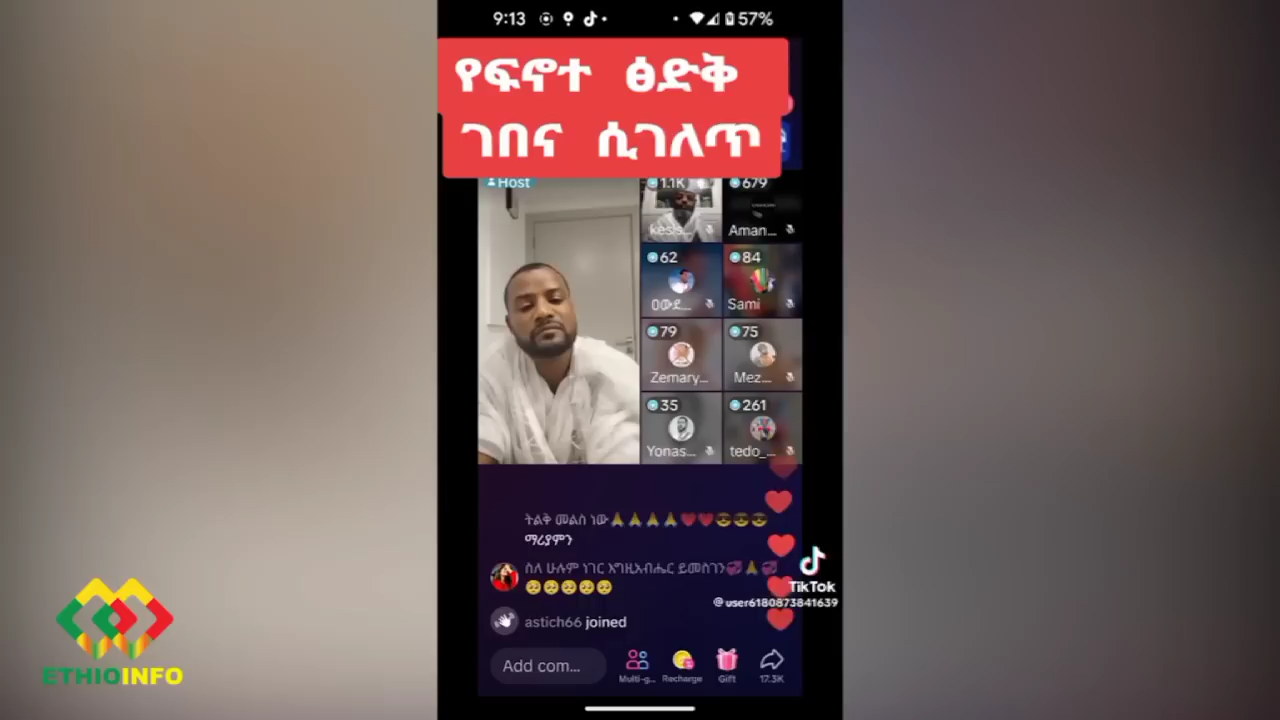 9:13
57%
የፍኖተ ፅድቅ
ገበና ሲገለጥ
Host
1.1K
679
kesis...
Aman...
62
84
Sami
79
75
Zemary...
Mez...
35
261
Yonas...
tedo_...
ትልቅ መልስ ነው🙏🙏🙏🙏❤️❤️😎😎😎
ማሪያምን
ስለ ሁሉም ነገር እግዚአብሔር ይመስገን💞🙏💞
🥺🥺🥺🥺🥺
TikTok
@user6180873841639
astich66 joined
Add com...
Multi-g...
Recharge
Gift
17.3K
ETHIOINFO